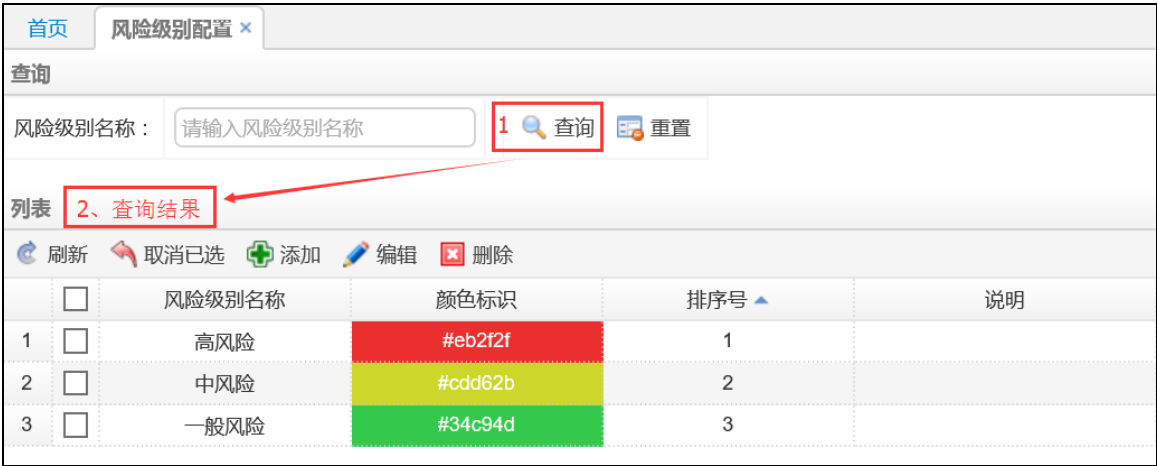 首页 风险级别配置 ×
查询
风险级别名称： 请输入风险级别名称 1 查询 重置
列表 2、查询结果
刷新 取消已选 添加 编辑 删除
风险级别名称 颜色标识 排序号 说明
1 高风险 #eb2f2f 1
2 中风险 #cdd62b 2
3 一般风险 #34c94d 3